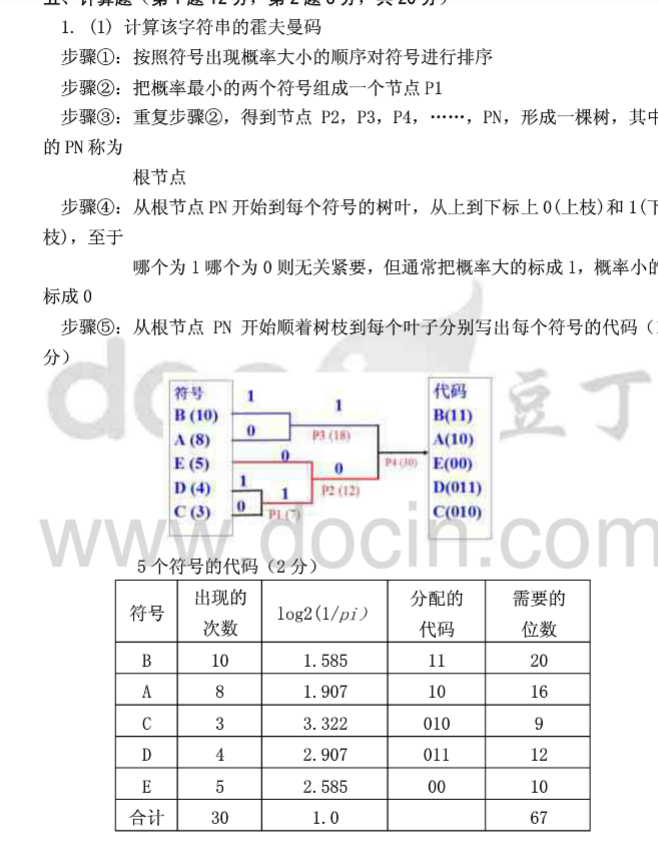 五、计算题（第1题12分，第2题8分，共20分）
1. (1) 计算该字符串的霍夫曼码
步骤①：按照符号出现概率大小的顺序对符号进行排序
步骤②：把概率最小的两个符号组成一个节点P1
步骤③：重复步骤②，得到节点 P2，P3，P4，……，PN，形成一棵树，其中
的 PN 称为
根节点
步骤④：从根节点 PN 开始到每个符号的树叶，从上到下标上 0(上枝)和 1(下
枝)，至于
哪个为 1 哪个为 0 则无关紧要，但通常把概率大的标成 1，概率小的
标成 0
步骤⑤：从根节点 PN 开始顺着树枝到每个叶子分别写出每个符号的代码（
分）
符号 1 代码
B (10) 1 B(11)
A (8) 0 P3 (18) A(10)
E (5) 0 P4 (30) E(00)
D (4) 1 1 0 P2 (12) D(011)
C (3) 0 P1 (7) C(010)
docin 豆丁
www.docin.com
5 个符号的代码（2 分）
符号 出现的次数 log2(1/pi) 分配的代码 需要的位数
B 10 1.585 11 20
A 8 1.907 10 16
C 3 3.322 010 9
D 4 2.907 011 12
E 5 2.585 00 10
合计 30 1.0 67